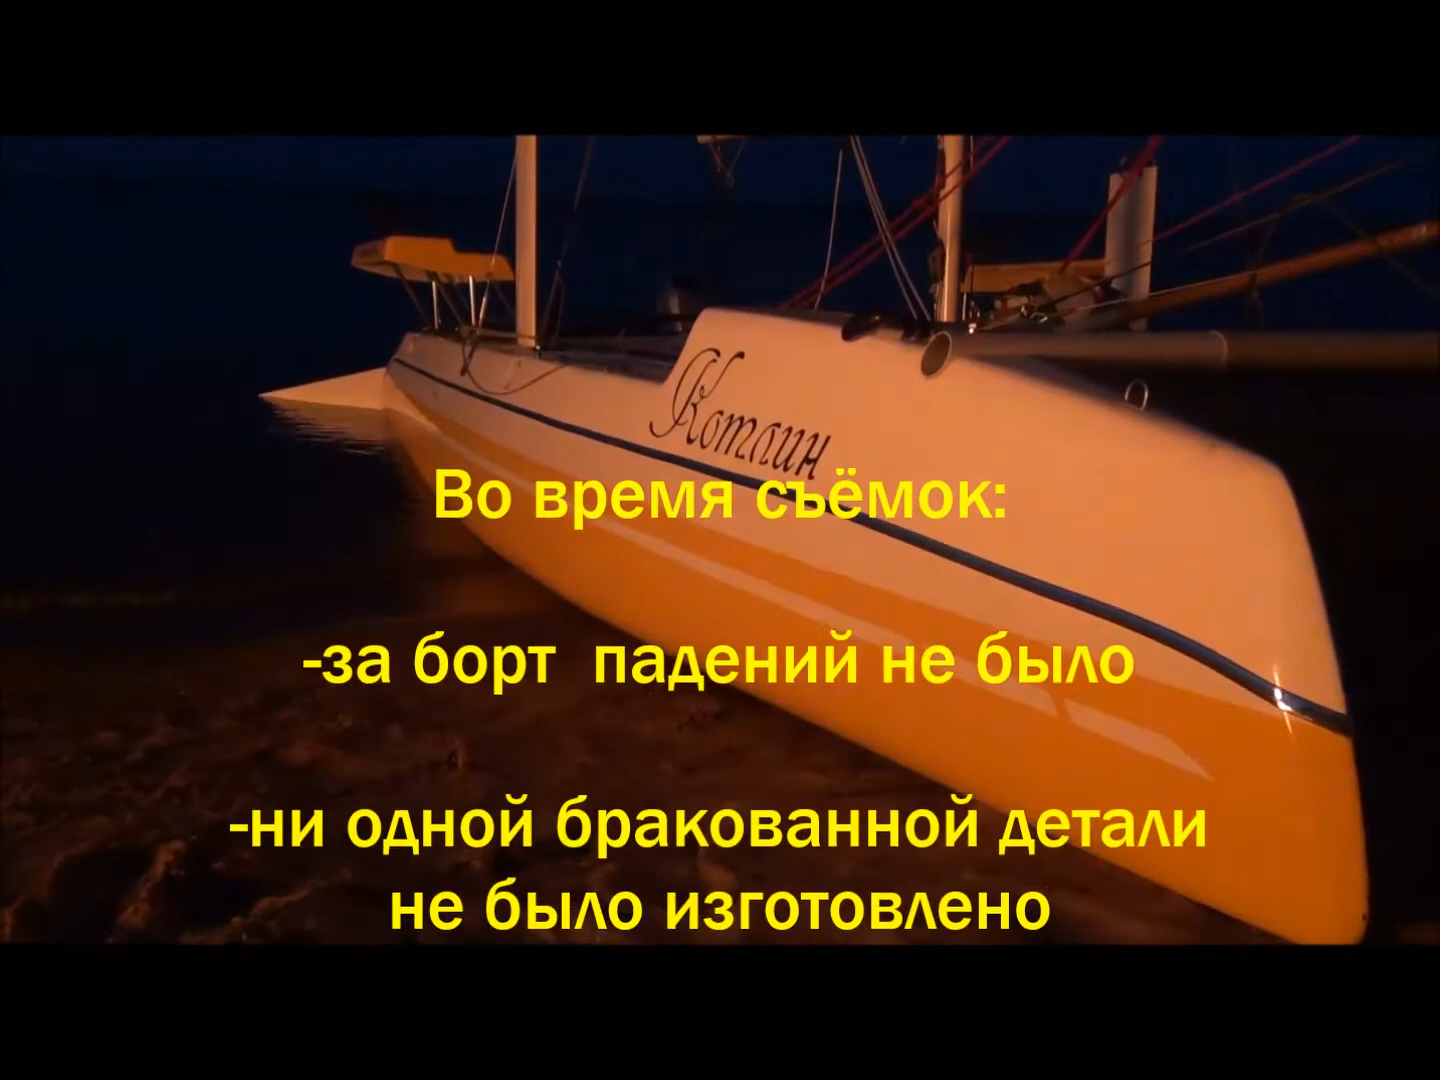 Котлин
Во время съёмок:
-за борт падений не было
-ни одной бракованной детали
не было изготовлено